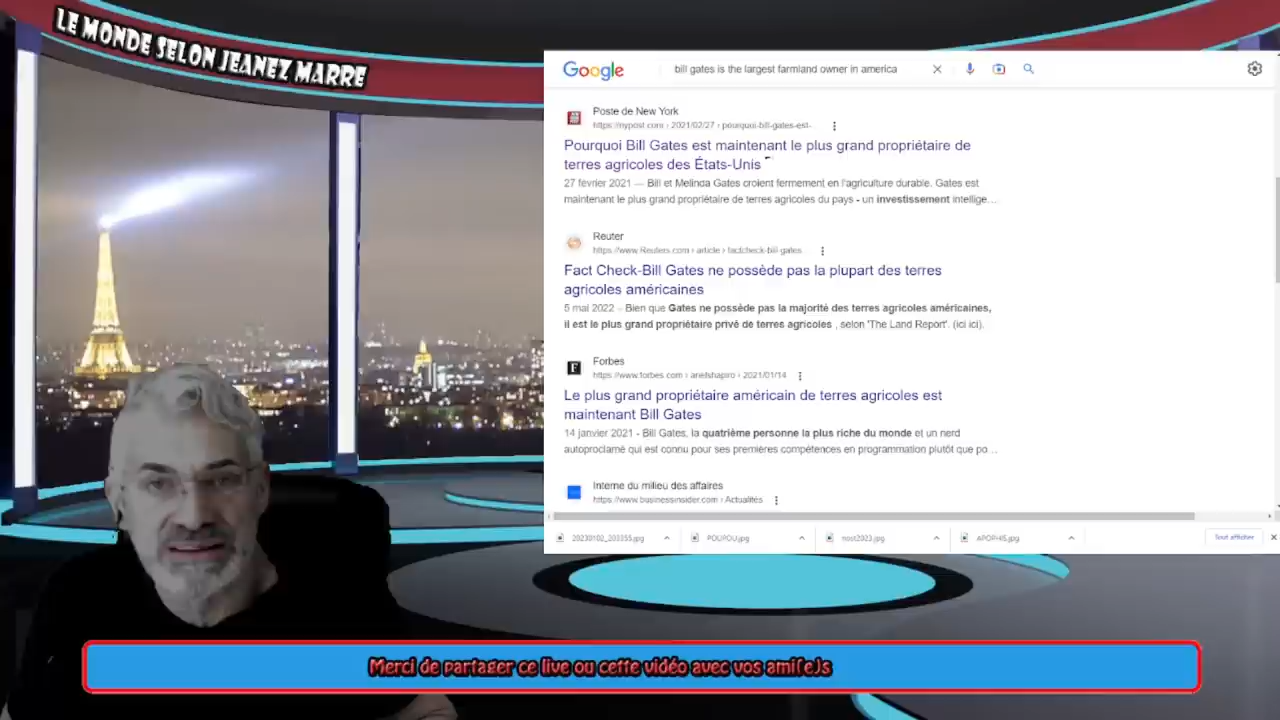 LE MONDE SELON JEANEZ MARRE
Google
bill gates is the largest farmland owner in america
Poste de New York
https://nypost.com › 2021/02/27 › pourquoi-bill-gates-est-
Pourquoi Bill Gates est maintenant le plus grand propriétaire de
terres agricoles des États-Unis
27 février 2021 — Bill et Melinda Gates croient fermement en l'agriculture durable. Gates est
maintenant le plus grand propriétaire de terres agricoles du pays - un investissement intellige...
Reuter
https://www.Reuters.com › article › factcheck-bill-gates
Fact Check-Bill Gates ne possède pas la plupart des terres
agricoles américaines
5 mai 2022 – Bien que Gates ne possède pas la majorité des terres agricoles américaines,
il est le plus grand propriétaire privé de terres agricoles , selon 'The Land Report'. (ici ici).
Forbes
https://www.forbes.com › arielshapiro › 2021/01/14
Le plus grand propriétaire américain de terres agricoles est
maintenant Bill Gates
14 janvier 2021 - Bill Gates, la quatrième personne la plus riche du monde et un nerd
autoproclamé qui est connu pour ses premières compétences en programmation plutôt que po...
Interne du milieu des affaires
https://www.businessinsider.com › Actualités
20230102_203355.jpg
POUPOU.jpg
nost2023.jpg
Tout afficher
Merci de partager ce live ou cette vidéo avec vos ami(e)s